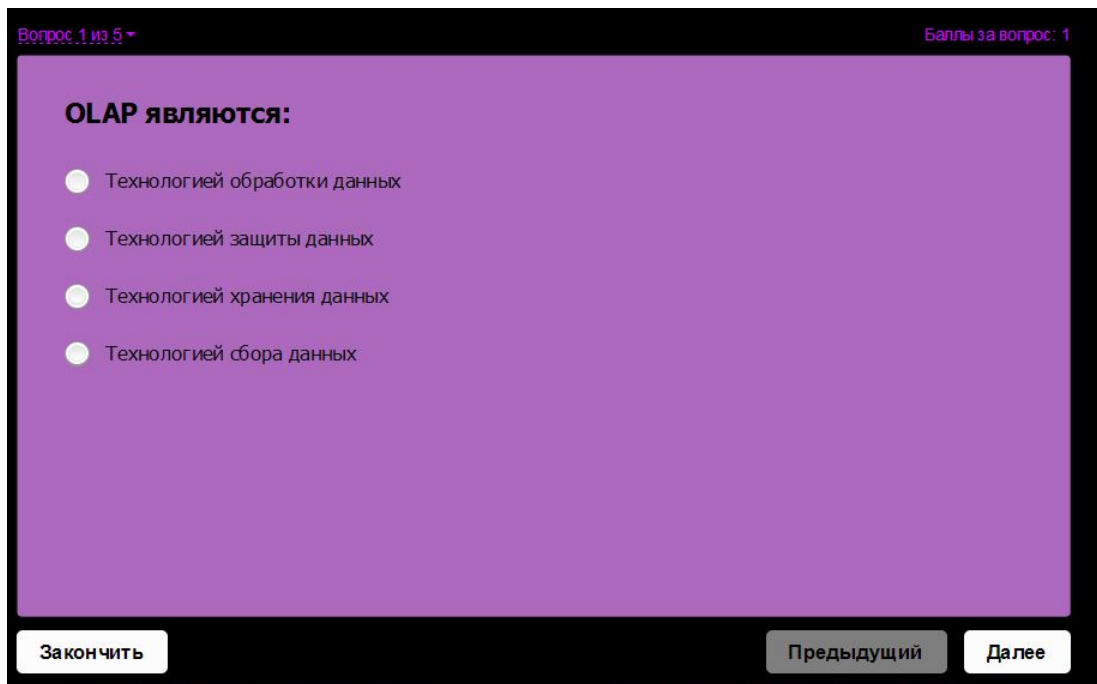 Вопрос 1 из 5
Баллы за вопрос: 1
OLAP являются:
Технологией обработки данных
Технологией защиты данных
Технологией хранения данных
Технологией сбора данных
Закончить
Предыдущий
Далее